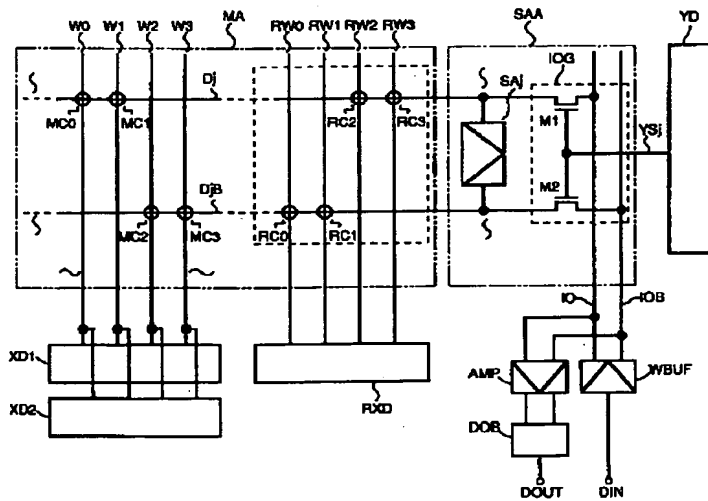 W0 W1 W2 W3 MA RW0 RW1 RW2 RW3 SAA YD
IOG
Dj SAj
MC0 MC1 RC2 RC3 M1
YSj
M2
DjB
MC2 MC3 RC0 RC1
IO IOB
XD1
AMP WBUF
XD2 RXD
DOB
DOUT DIN